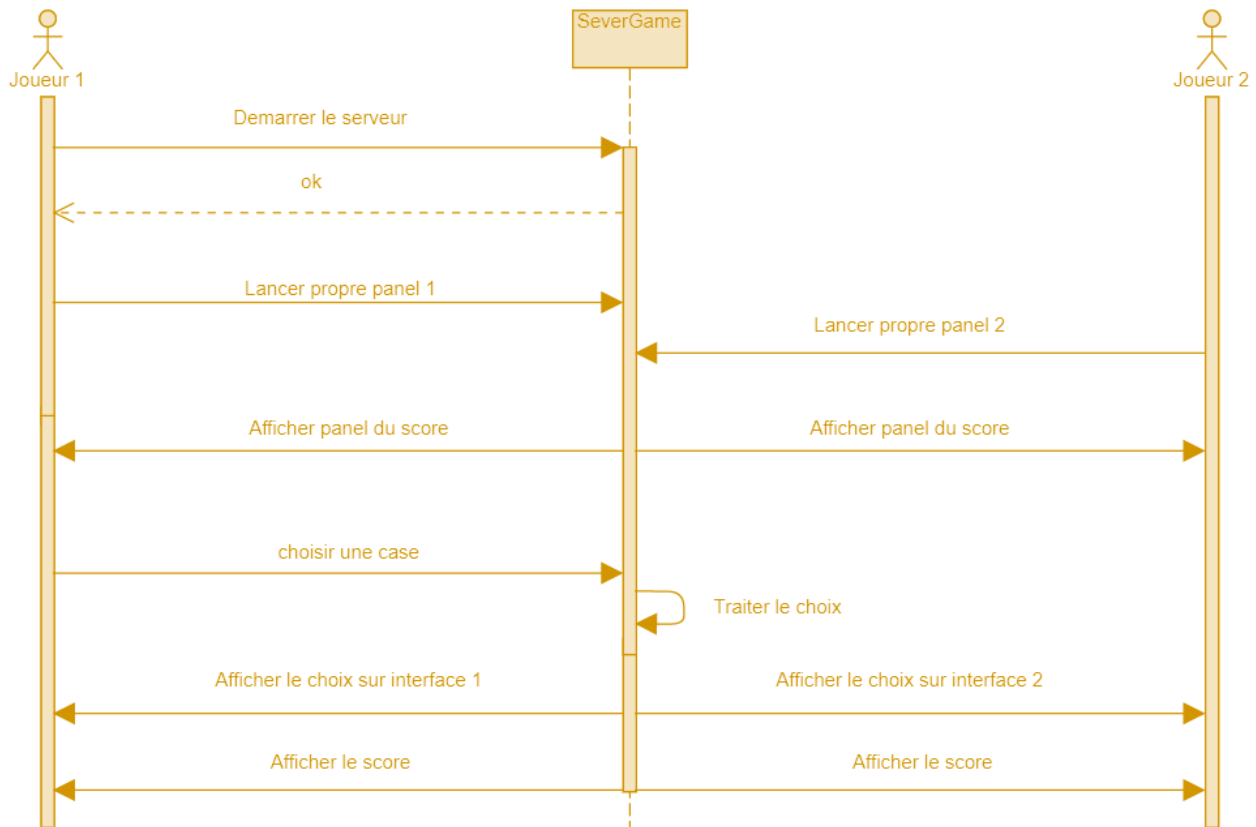 SeverGame
Joueur 1
Joueur 2
Demarrer le serveur
ok
Lancer propre panel 1
Lancer propre panel 2
Afficher panel du score
Afficher panel du score
choisir une case
Traiter le choix
Afficher le choix sur interface 1
Afficher le choix sur interface 2
Afficher le score
Afficher le score